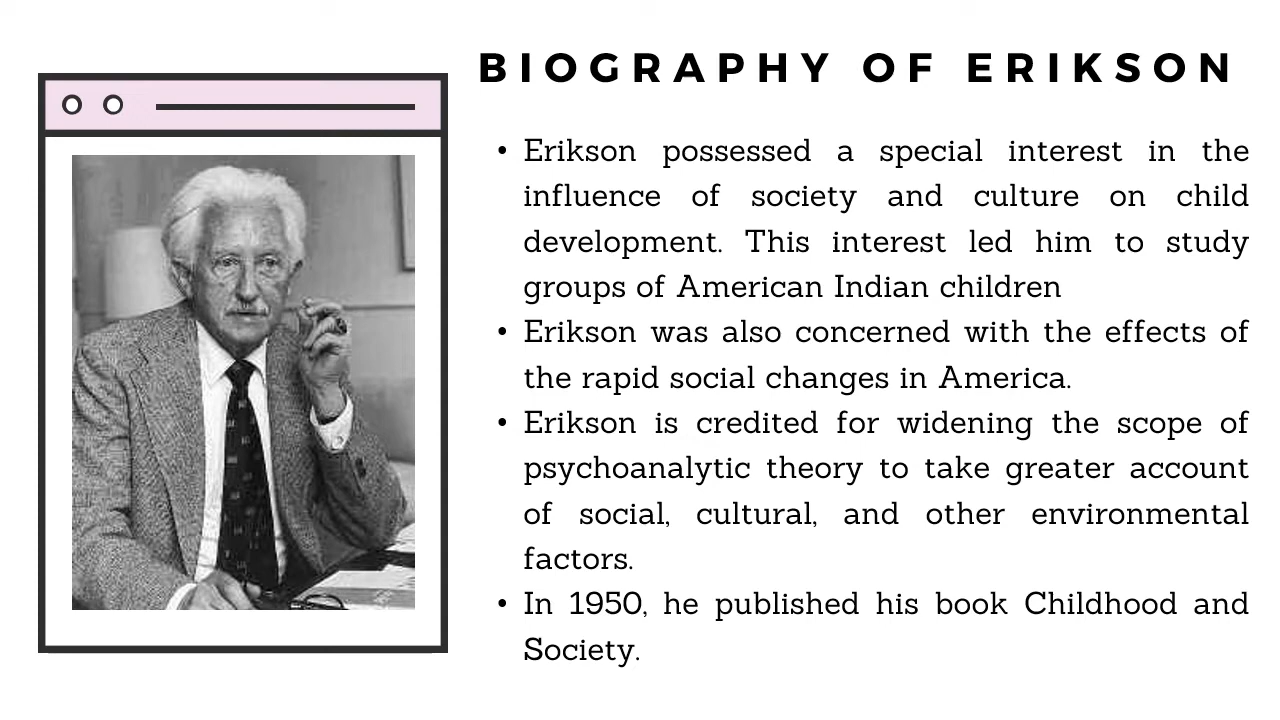 BIOGRAPHY OF ERIKSON
• Erikson possessed a special interest in the
influence of society and culture on child
development. This interest led him to study
groups of American Indian children
• Erikson was also concerned with the effects of
the rapid social changes in America.
• Erikson is credited for widening the scope of
psychoanalytic theory to take greater account
of social, cultural, and other environmental
factors.
• In 1950, he published his book Childhood and
Society.